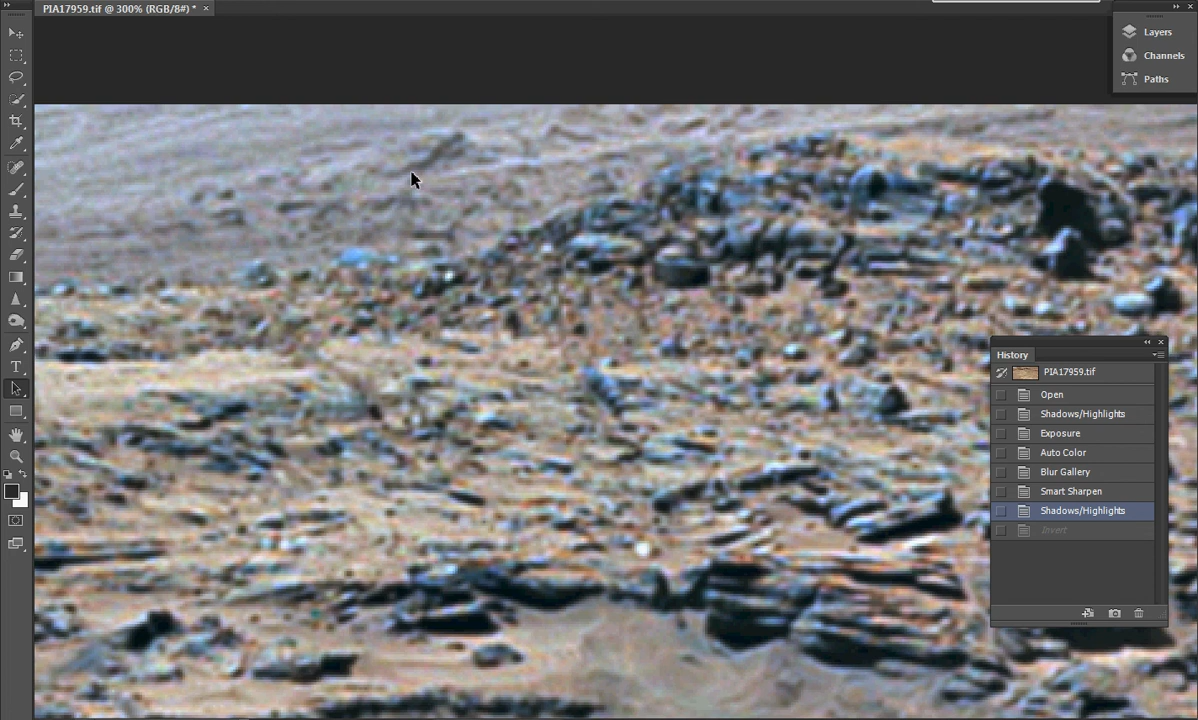 PIA17959.tif @ 300% (RGB/8#) * ×
Layers
Channels
Paths
History
PIA17959.tif
Open
Shadows/Highlights
Exposure
Auto Color
Blur Gallery
Smart Sharpen
Shadows/Highlights
Invert
T